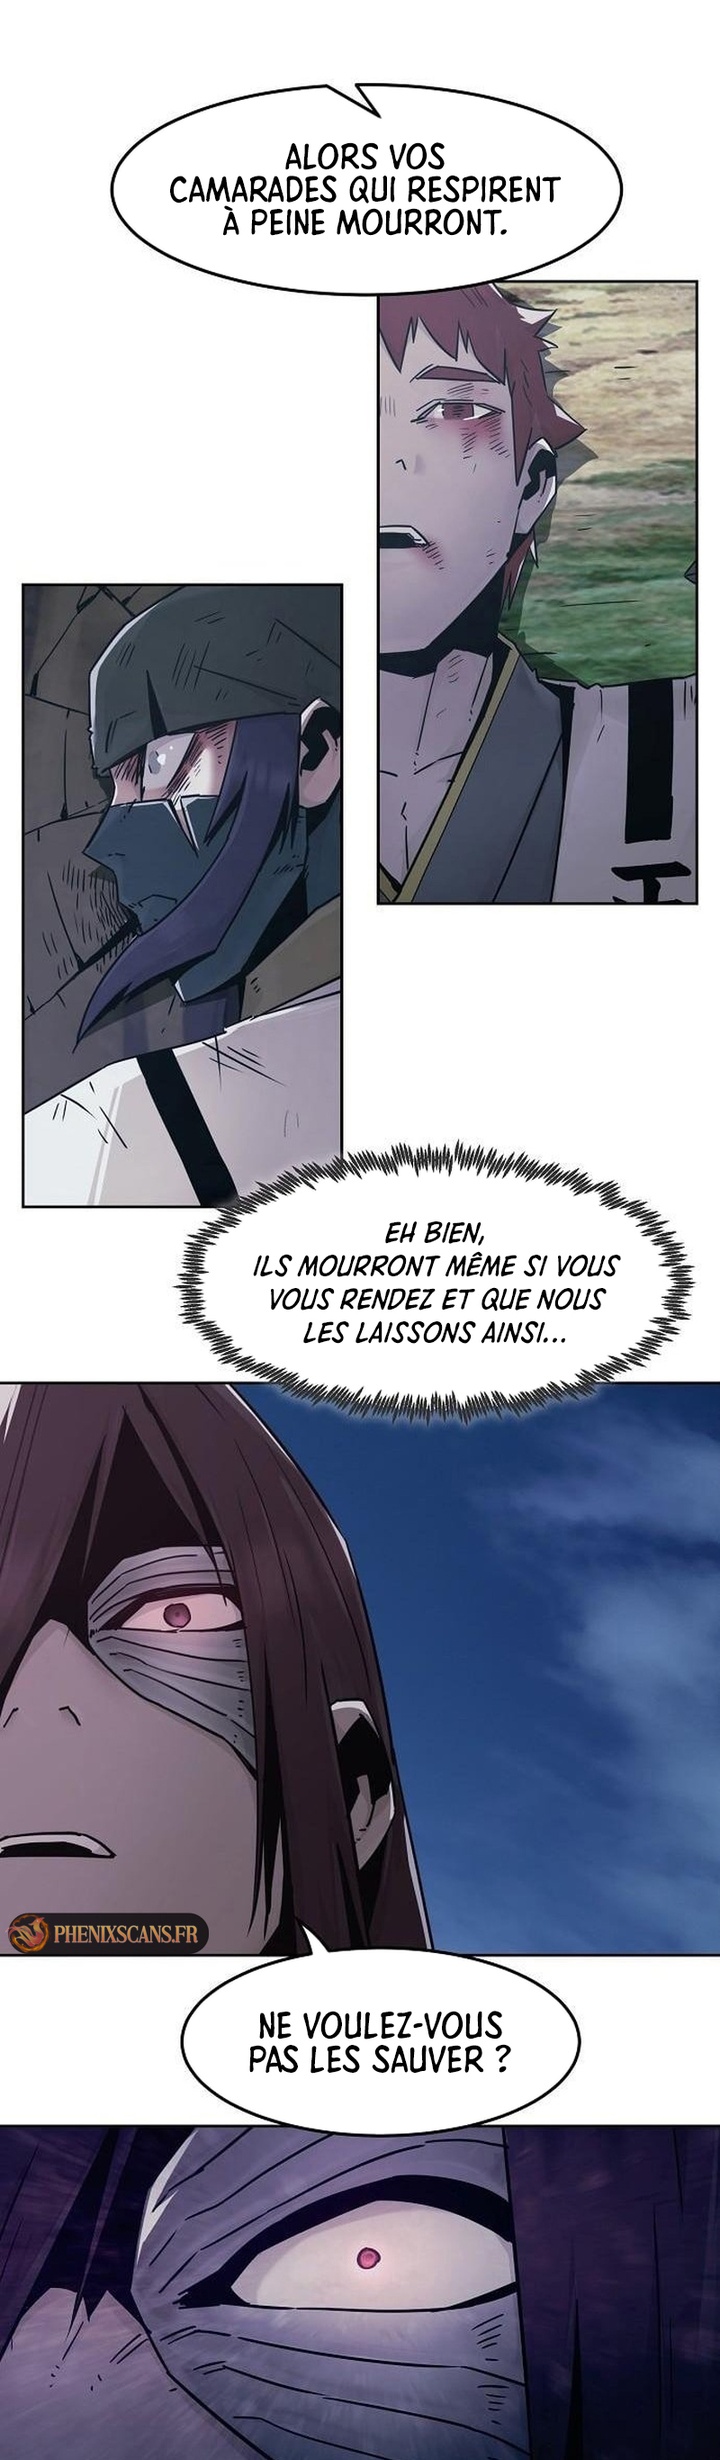 ALORS VOS
CAMARADES QUI RESPIRENT
À PEINE MOURRONT.
王
EH BIEN,
ILS MOURRONT MÊME SI VOUS
VOUS RENDEZ ET QUE NOUS
LES LAISSONS AINSI...
PHENIXSCANS.FR
NE VOULEZ-VOUS
PAS LES SAUVER ?